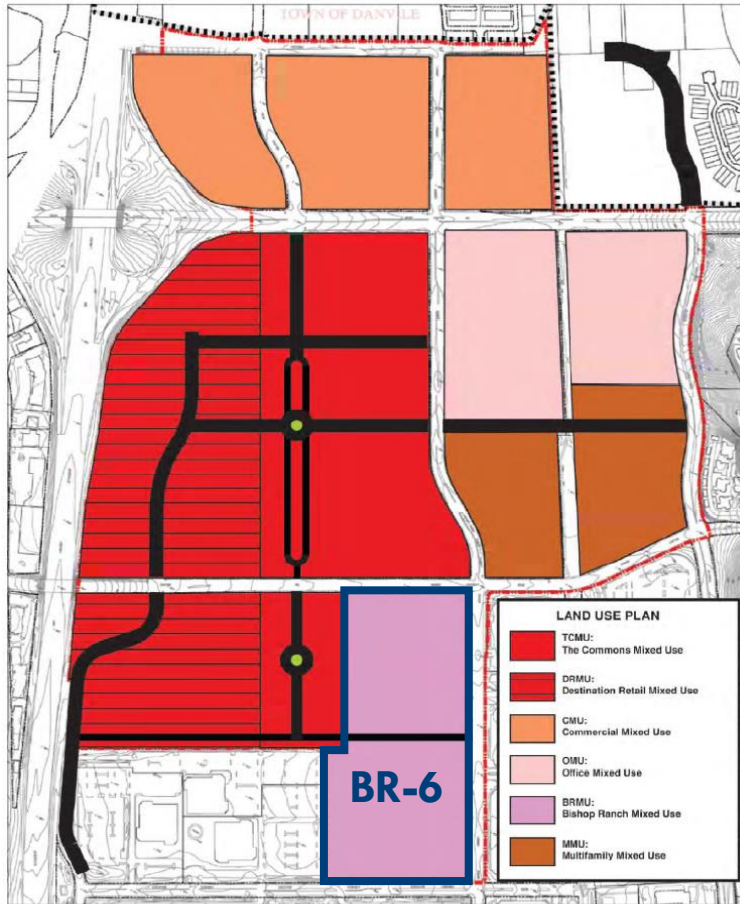 TOWN OF DANVILLE
LAND USE PLAN
TCMU:
The Commons Mixed Use
DRMU:
Destination Retail Mixed Use
CMU:
Commercial Mixed Use
OMU:
Office Mixed Use
BRMU:
Bishop Ranch Mixed Use
MMU:
Multifamily Mixed Use
BR-6